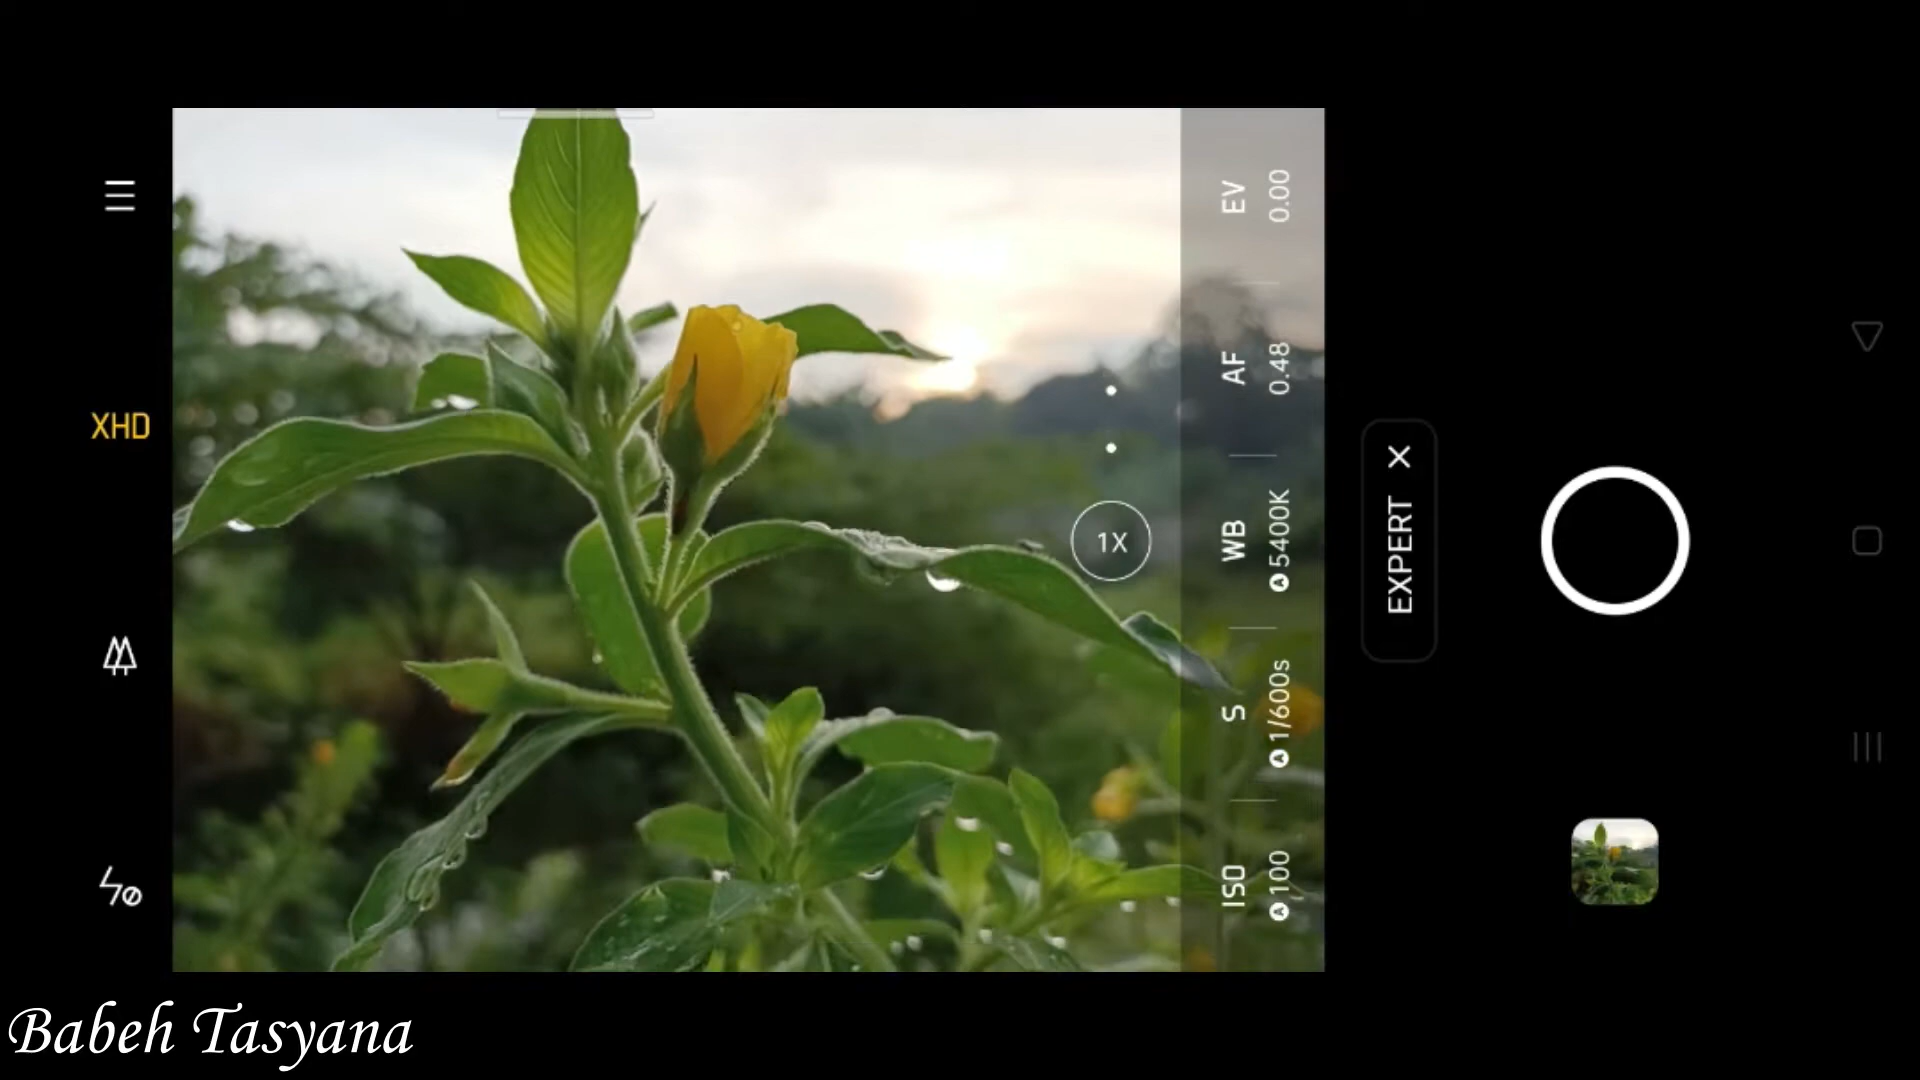 XHD
1X
EV
0.00
AF
0.48
WB
A 5400K
S
A 1/600s
ISO
A 100
EXPERT X
Babeh Tasyana